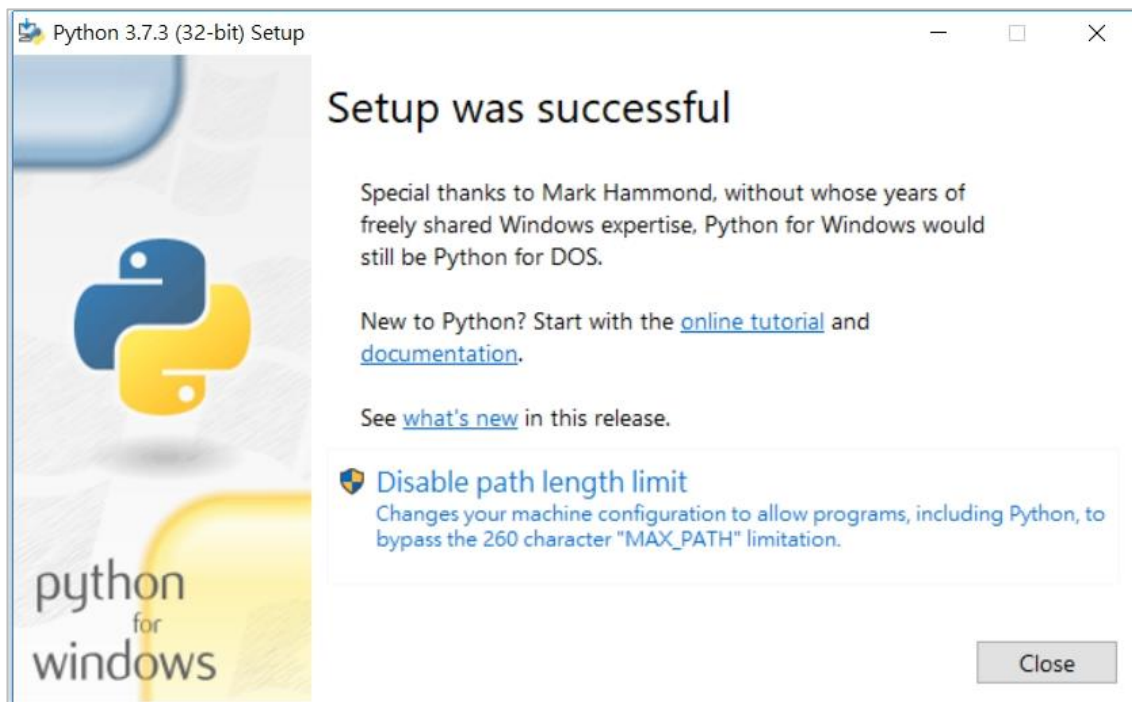 Python 3.7.3 (32-bit) Setup
Setup was successful
Special thanks to Mark Hammond, without whose years of
freely shared Windows expertise, Python for Windows would
still be Python for DOS.
New to Python? Start with the online tutorial and
documentation.
See what's new in this release.
Disable path length limit
Changes your machine configuration to allow programs, including Python, to
bypass the 260 character "MAX_PATH" limitation.
python
for
windows
Close